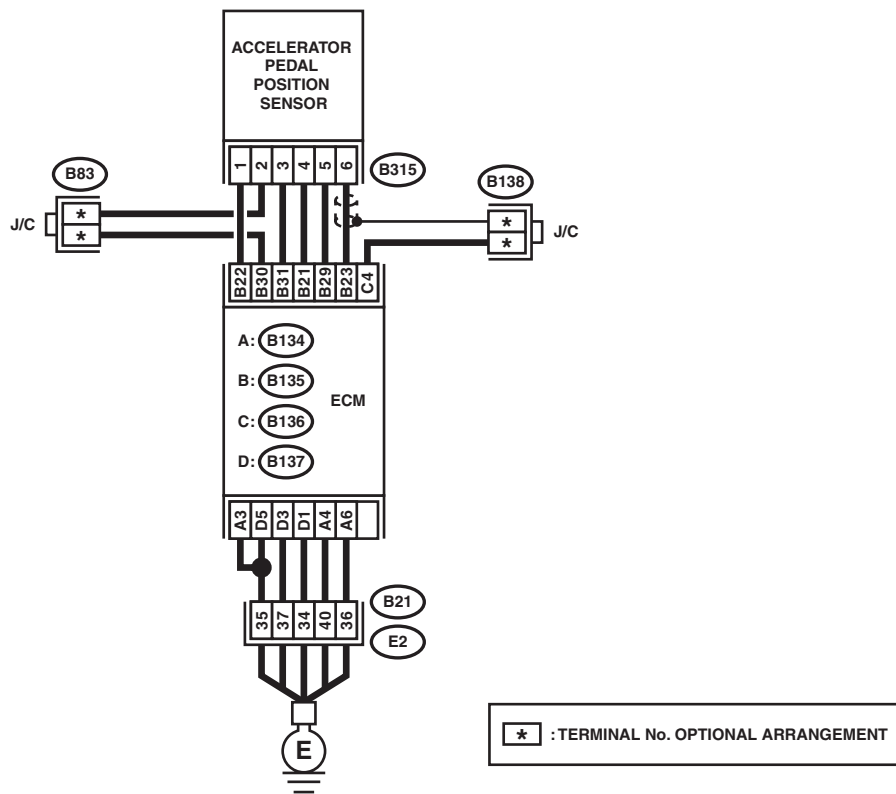 ACCELERATOR
PEDAL
POSITION
SENSOR
1 2 3 4 5 6
B315
B83
J/C
*
*
B138
*
*
J/C
B22 B30 B31 B21 B29 B23 C4
A: B134
B: B135
C: B136
D: B137
ECM
A3 D5 D3 D1 A4 A6
35 37 34 40 36
B21
E2
E
* : TERMINAL No. OPTIONAL ARRANGEMENT